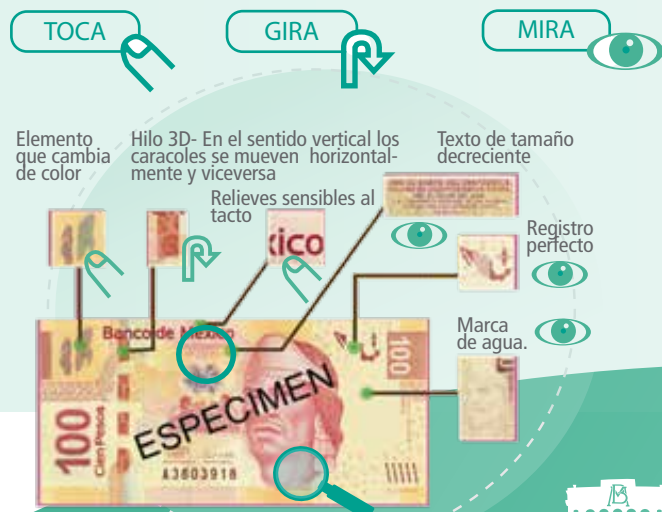 TOCA
GIRA
MIRA
Elemento
que cambia
de color
Hilo 3D- En el sentido vertical los
caracoles se mueven horizontal-
mente y viceversa
Relieves sensibles al
tacto
Texto de tamaño
decreciente
xico
Registro
perfecto
Marca
de agua.
Banco de México
100
ESPECIMEN
100
Cien Pesos
A3803918